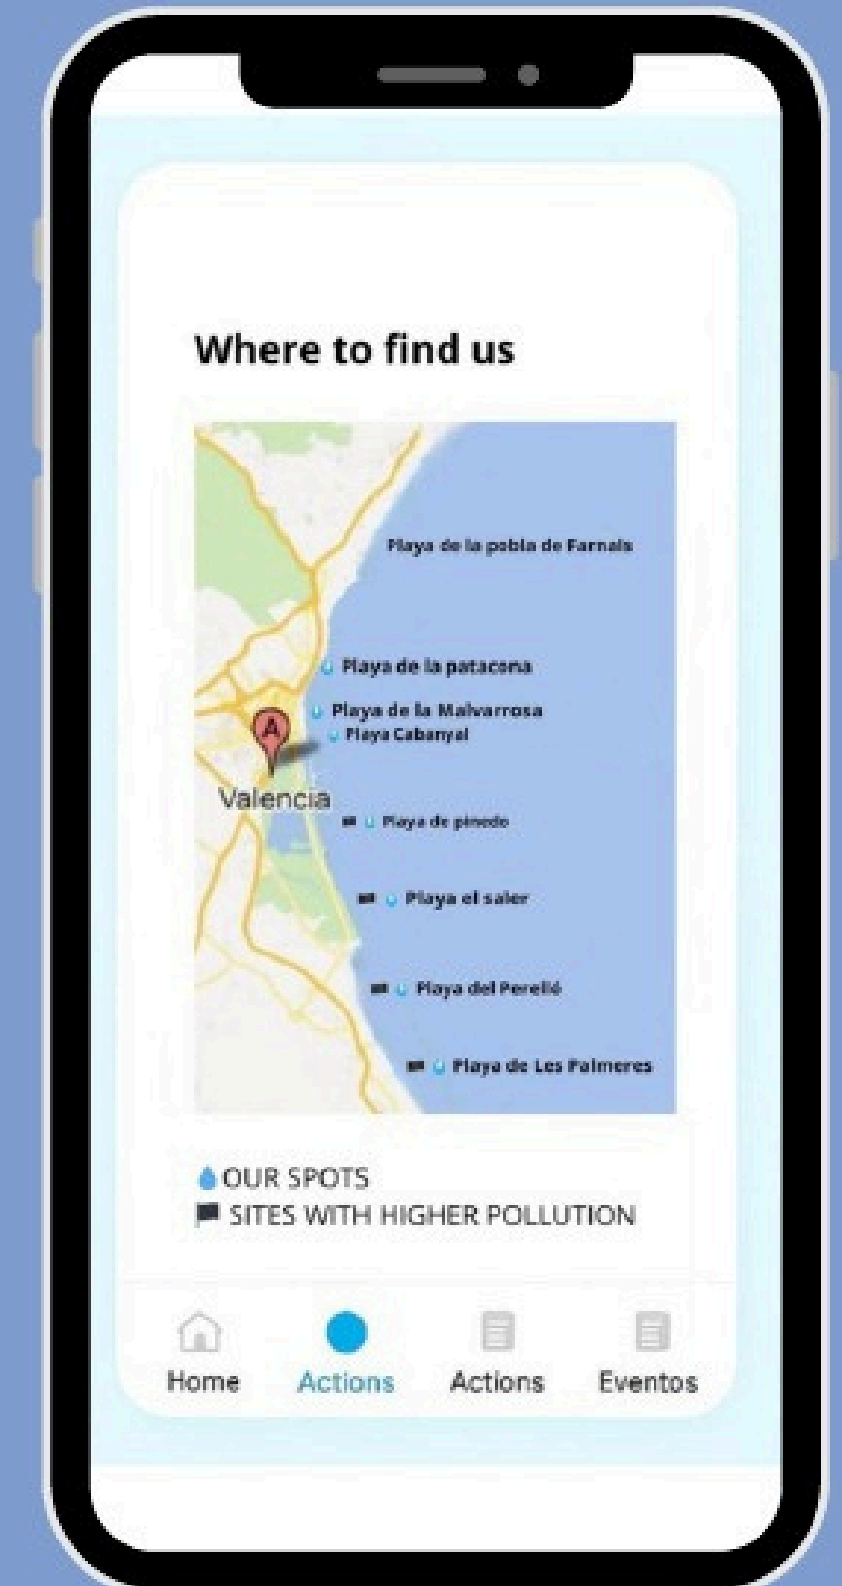 Where to find us
Playa de la pobla de Farnals
Playa de la patacona
Playa de la Malvarrosa
Playa Cabanyal
A
Valencia
Playa de pinedo
Playa el saler
Playa del Perelló
Playa de Les Palmeres
OUR SPOTS
SITES WITH HIGHER POLLUTION
Home Actions Actions Eventos